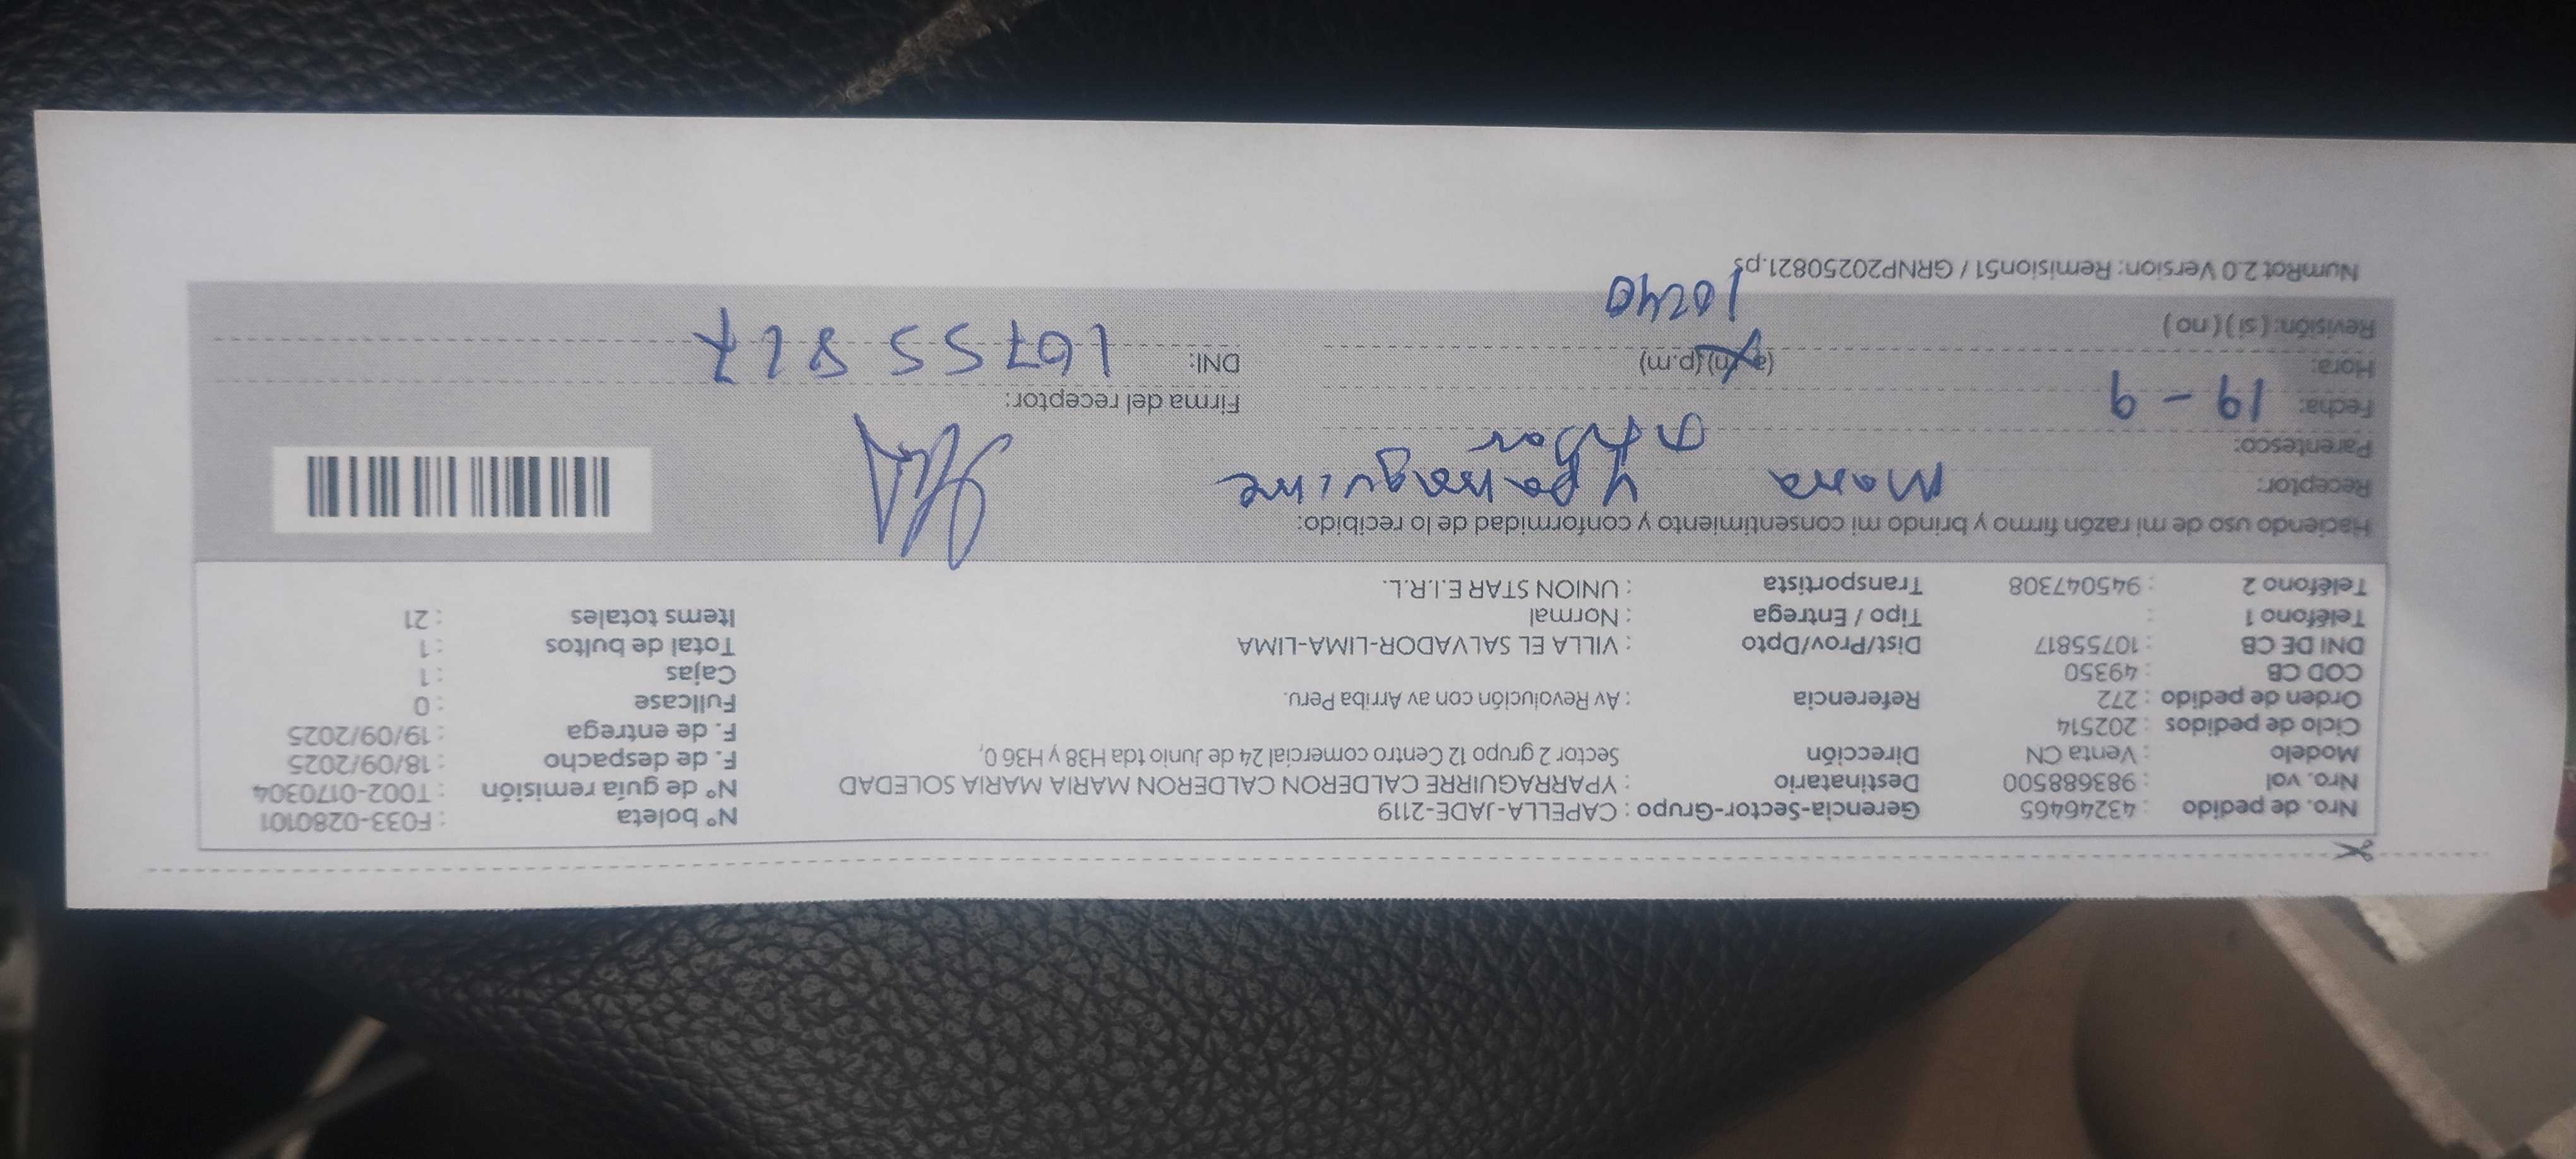 Nro. de pedido : 43246465 Gerencia-Sector-Grupo : CAPELLA-JADE-2119 N° boleta : F033-0280101
Nro. vol : 983688500 Destinatario : YPARRAGUIRRE CALDERON CALDERON MARIA MARIA SOLEDAD N° de guía remisión : T002-0170304
Modelo : Venta CN Dirección Sector 2 grupo 12 Centro comercial 24 de Junio tda H38 y H36 0, F. de despacho : 18/09/2025
Ciclo de pedidos : 202514 F. de entrega : 19/09/2025
Orden de pedido : 272 Referencia : Av Revolución con av Arriba Peru. Fullcase : 0
COD CB : 49350 Cajas : 1
DNI DE CB : 10755817 Dist/Prov/Dpto : VILLA EL SALVADOR-LIMA-LIMA Total de bultos : 1
Teléfono 1 : Tipo / Entrega : Normal Items totales : 21
Teléfono 2 : 945047308 Transportista : UNION STAR E.I.R.L.
Haciendo uso de mi razón firmo y brindo mi consentimiento y conformidad de lo recibido:
Receptor: Maria
Parentesco:
Fecha: 19-9 Firma del receptor:
Hora: (a.m) (p.m) DNI:
Revisión: ( si ) ( no ) 10:40
NumRot 2.0 Version: Remision51 / GRNP20250821.ps